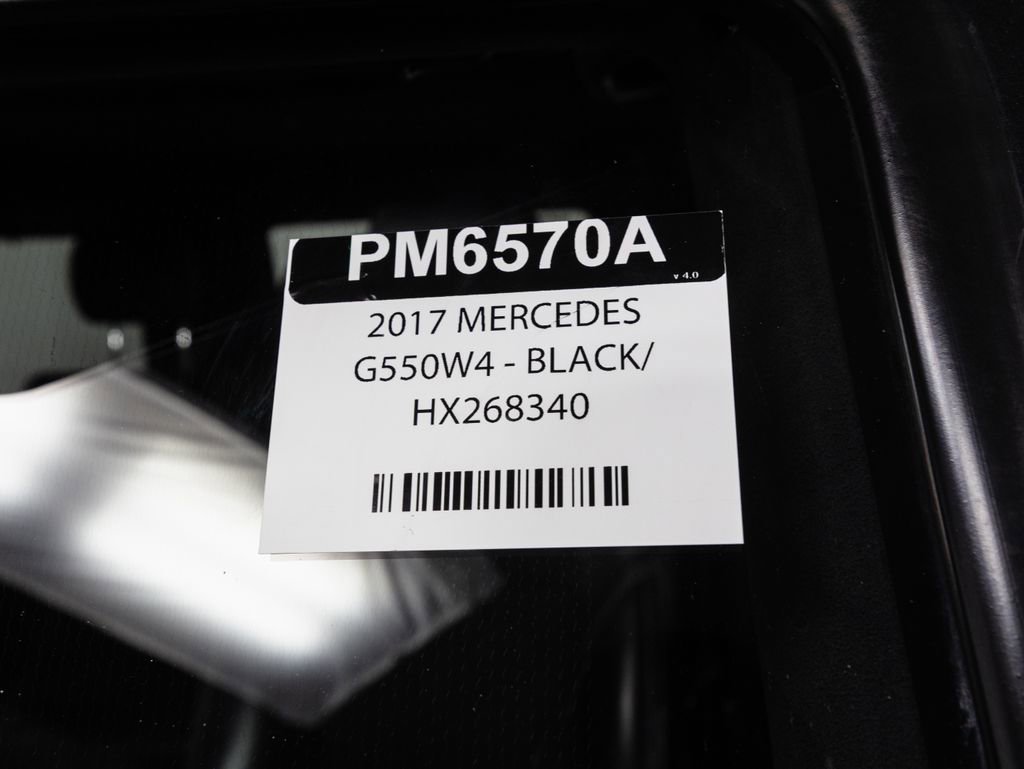 PM6570A
v 4.0
2017 MERCEDES
G550W4 - BLACK/
HX268340